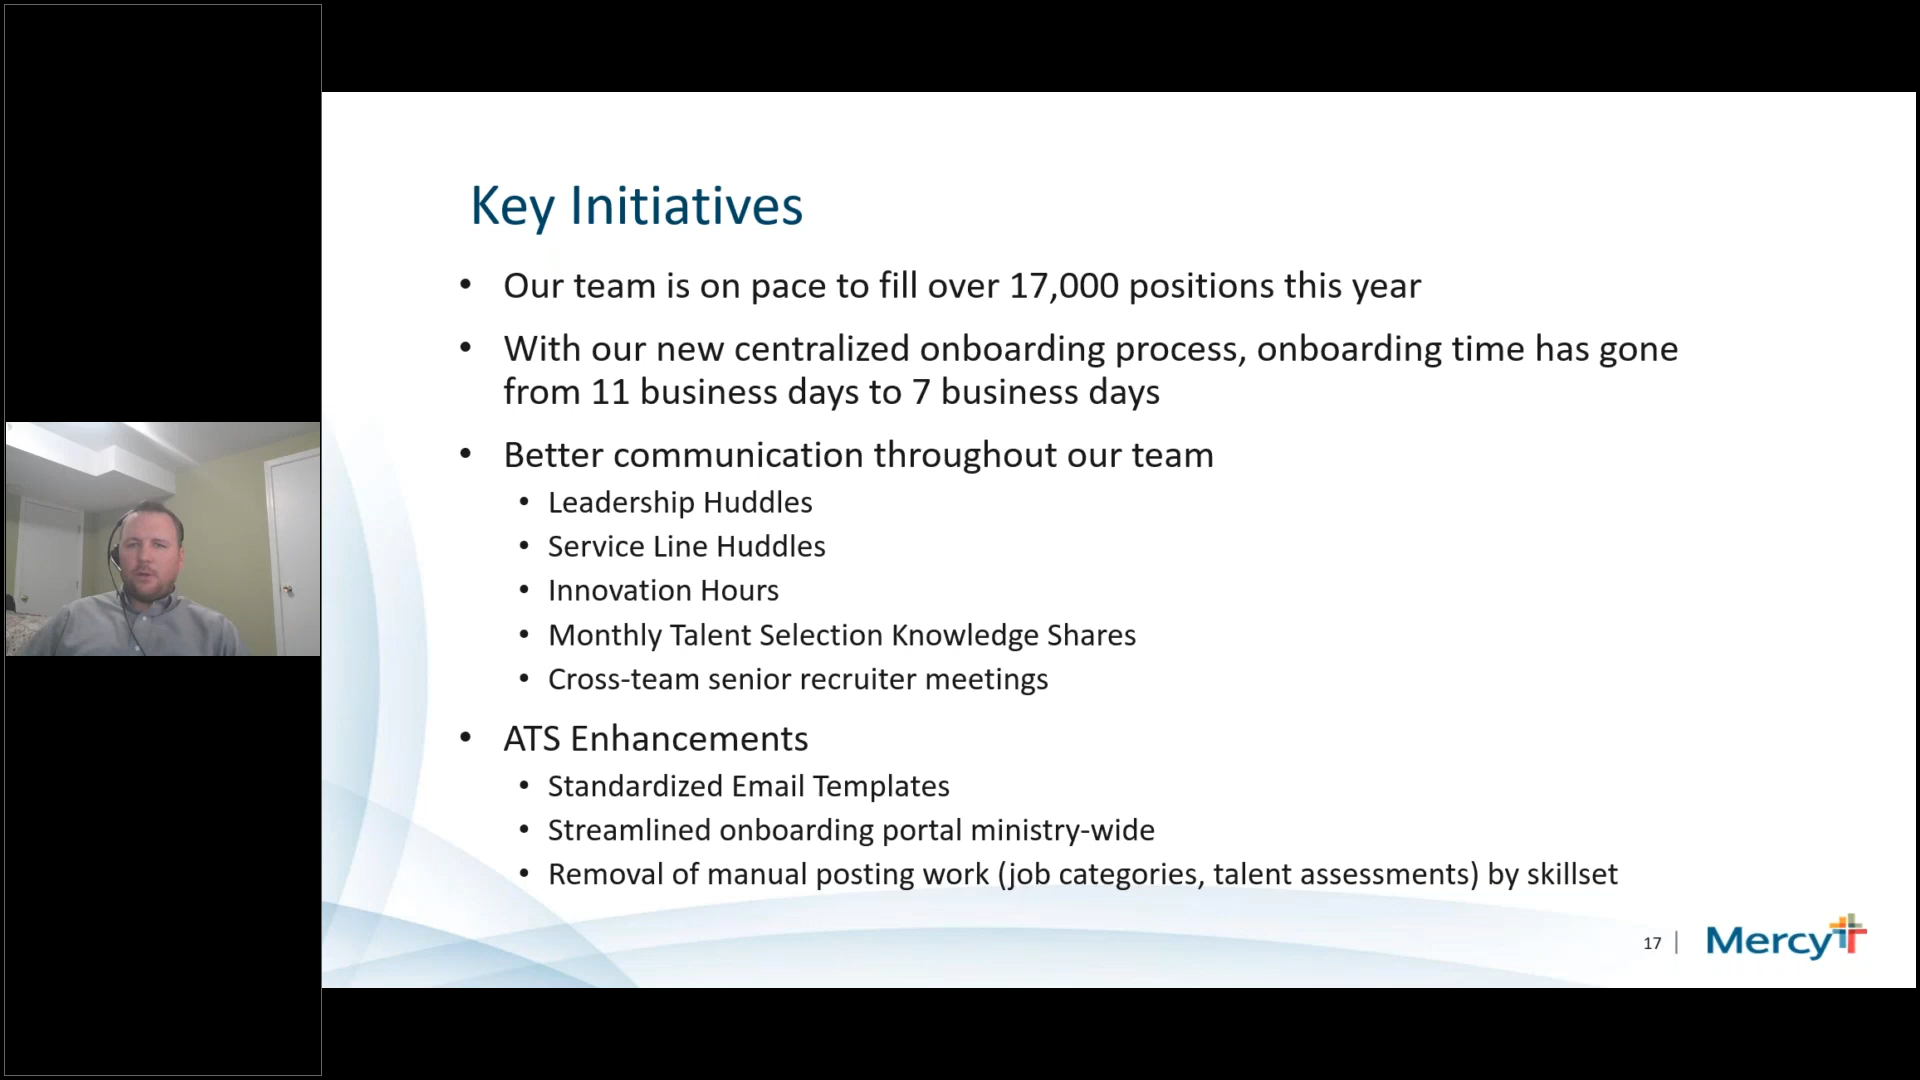 Key Initiatives
• Our team is on pace to fill over 17,000 positions this year
• With our new centralized onboarding process, onboarding time has gone
from 11 business days to 7 business days
• Better communication throughout our team
• Leadership Huddles
• Service Line Huddles
• Innovation Hours
• Monthly Talent Selection Knowledge Shares
• Cross-team senior recruiter meetings
• ATS Enhancements
• Standardized Email Templates
• Streamlined onboarding portal ministry-wide
• Removal of manual posting work (job categories, talent assessments) by skillset
17 |
Mercy